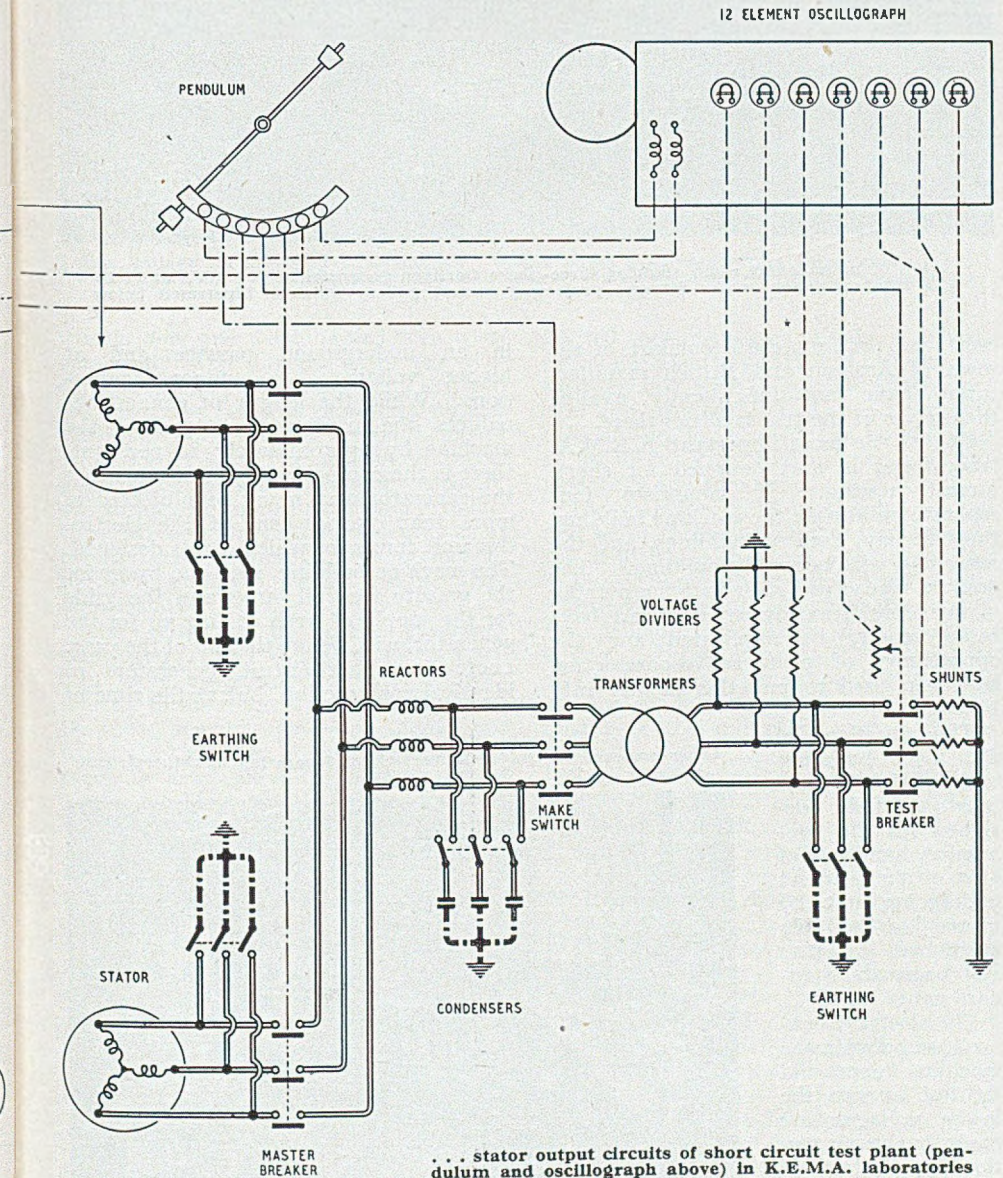 12 ELEMENT OSCILLOGRAPH
PENDULUM
VOLTAGE
DIVIDERS
REACTORS
TRANSFORMERS
SHUNTS
EARTHING
SWITCH
MAKE
SWITCH
TEST
BREAKER
STATOR
CONDENSERS
EARTHING
SWITCH
MASTER
BREAKER
. . . stator output circuits of short circuit test plant (pen-
dulum and oscillograph above) in K.E.M.A. laboratories